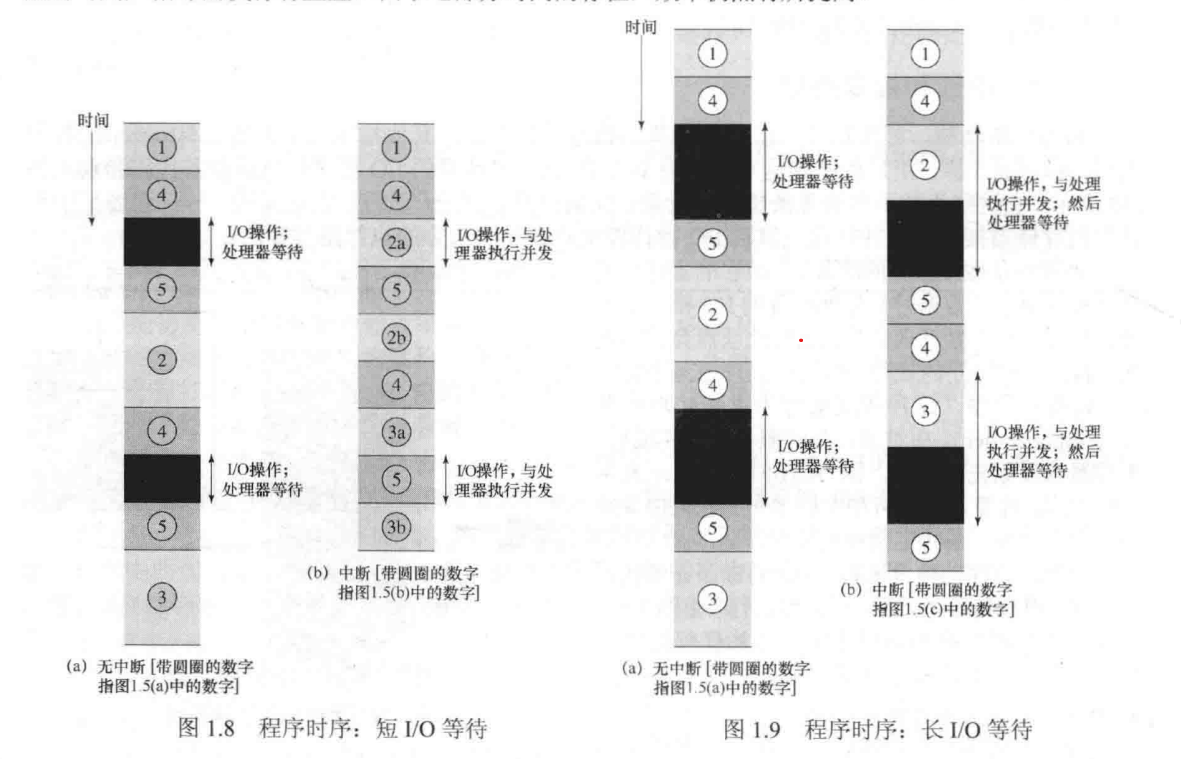 时间
①
④
I/O操作；
处理器等待
⑤
②
④
I/O操作；
处理器等待
⑤
③
(a) 无中断 [带圆圈的数字
指图1.5(a)中的数字]
①
④
2a
I/O操作，与处
理器执行并发
⑤
2b
④
3a
⑤
I/O操作，与处
理器执行并发
3b
(b) 中断 [带圆圈的数字
指图1.5(b)中的数字]
图 1.8 程序时序：短 I/O 等待
时间
①
④
I/O操作；
处理器等待
⑤
②
④
I/O操作；
处理器等待
⑤
③
(a) 无中断 [带圆圈的数字
指图1.5(a)中的数字]
①
④
②
I/O操作，与处理
执行并发；然后
处理器等待
⑤
④
③
I/O操作，与处理
执行并发；然后
处理器等待
⑤
(b) 中断 [带圆圈的数字
指图1.5(c)中的数字]
图 1.9 程序时序：长 I/O 等待